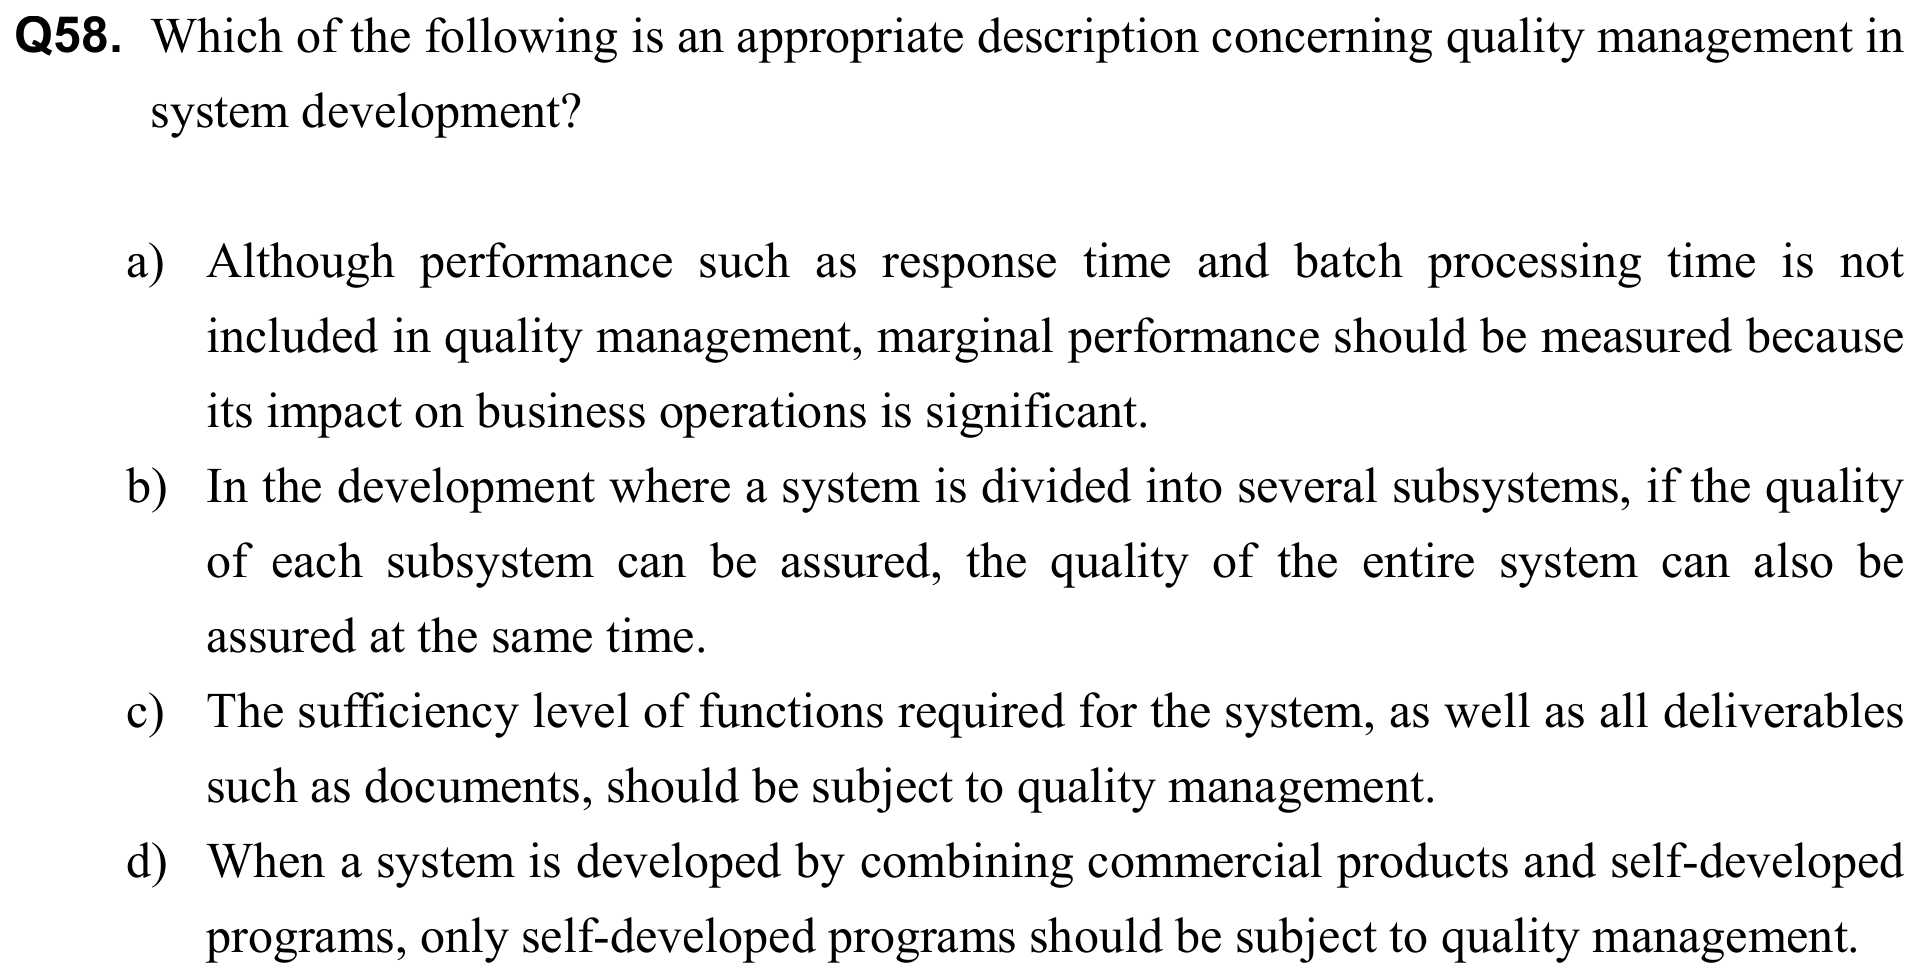 Q58. Which of the following is an appropriate description concerning quality management in
system development?
a) Although performance such as response time and batch processing time is not
included in quality management, marginal performance should be measured because
its impact on business operations is significant.
b) In the development where a system is divided into several subsystems, if the quality
of each subsystem can be assured, the quality of the entire system can also be
assured at the same time.
c) The sufficiency level of functions required for the system, as well as all deliverables
such as documents, should be subject to quality management.
d) When a system is developed by combining commercial products and self-developed
programs, only self-developed programs should be subject to quality management.